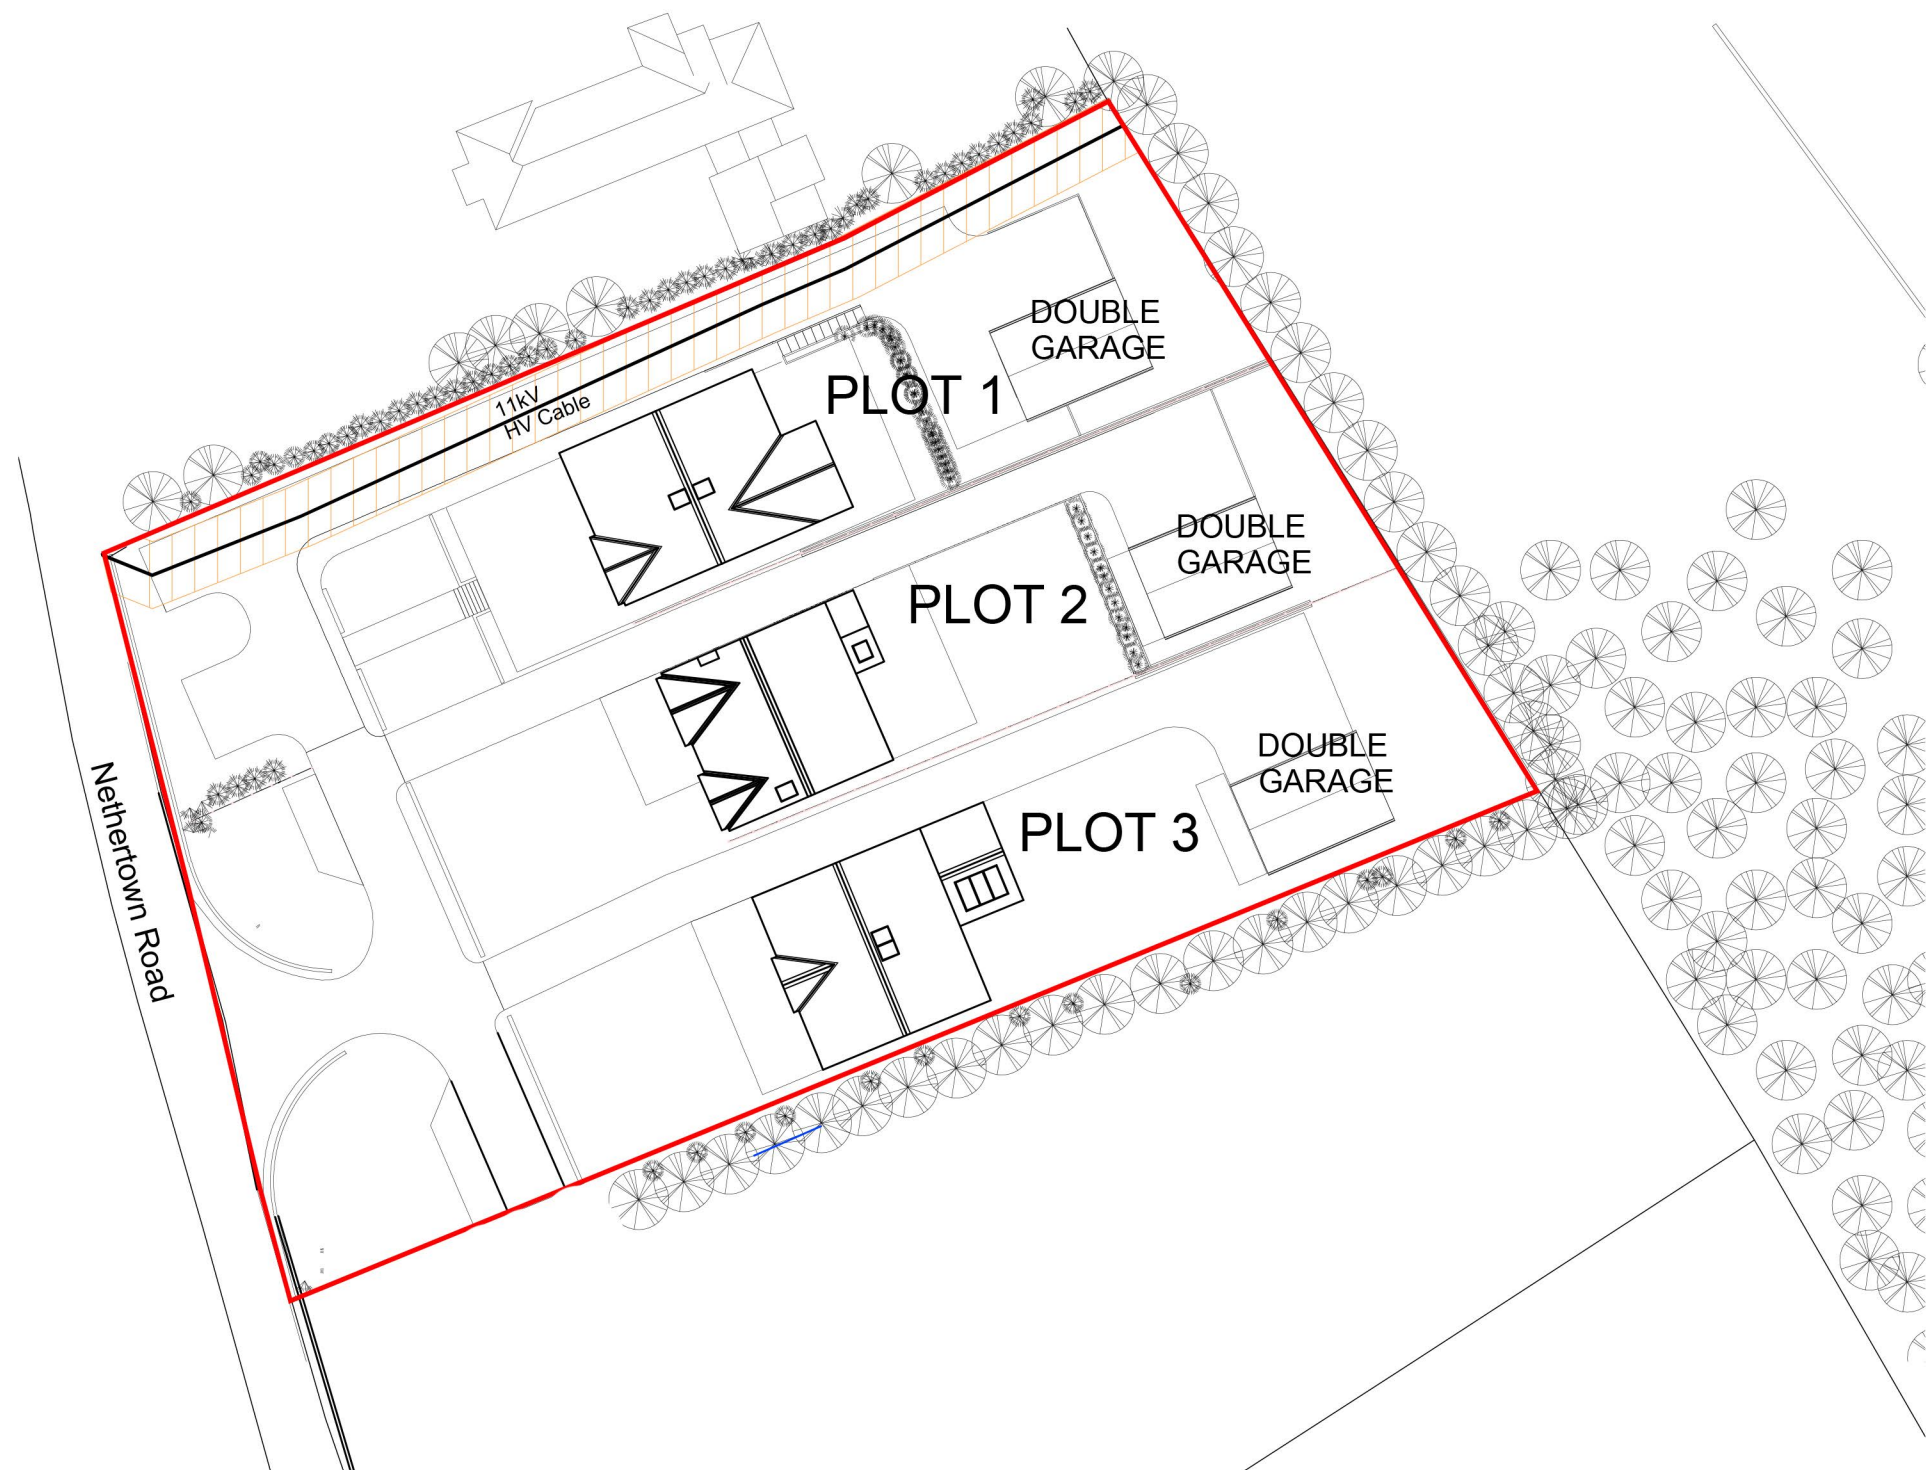 DOUBLE
GARAGE
11kV
HV Cable
PLOT 1
DOUBLE
GARAGE
PLOT 2
DOUBLE
GARAGE
PLOT 3
Nethertown Road